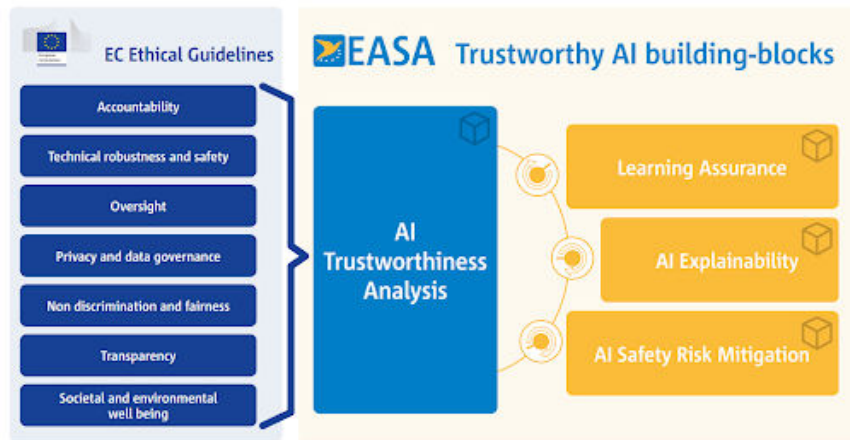 EC Ethical Guidelines
Accountability
Technical robustness and safety
Oversight
Privacy and data governance
Non discrimination and fairness
Transparency
Societal and environmental
well being
EASA Trustworthy AI building-blocks
AI
Trustworthiness
Analysis
Learning Assurance
AI Explainability
AI Safety Risk Mitigation